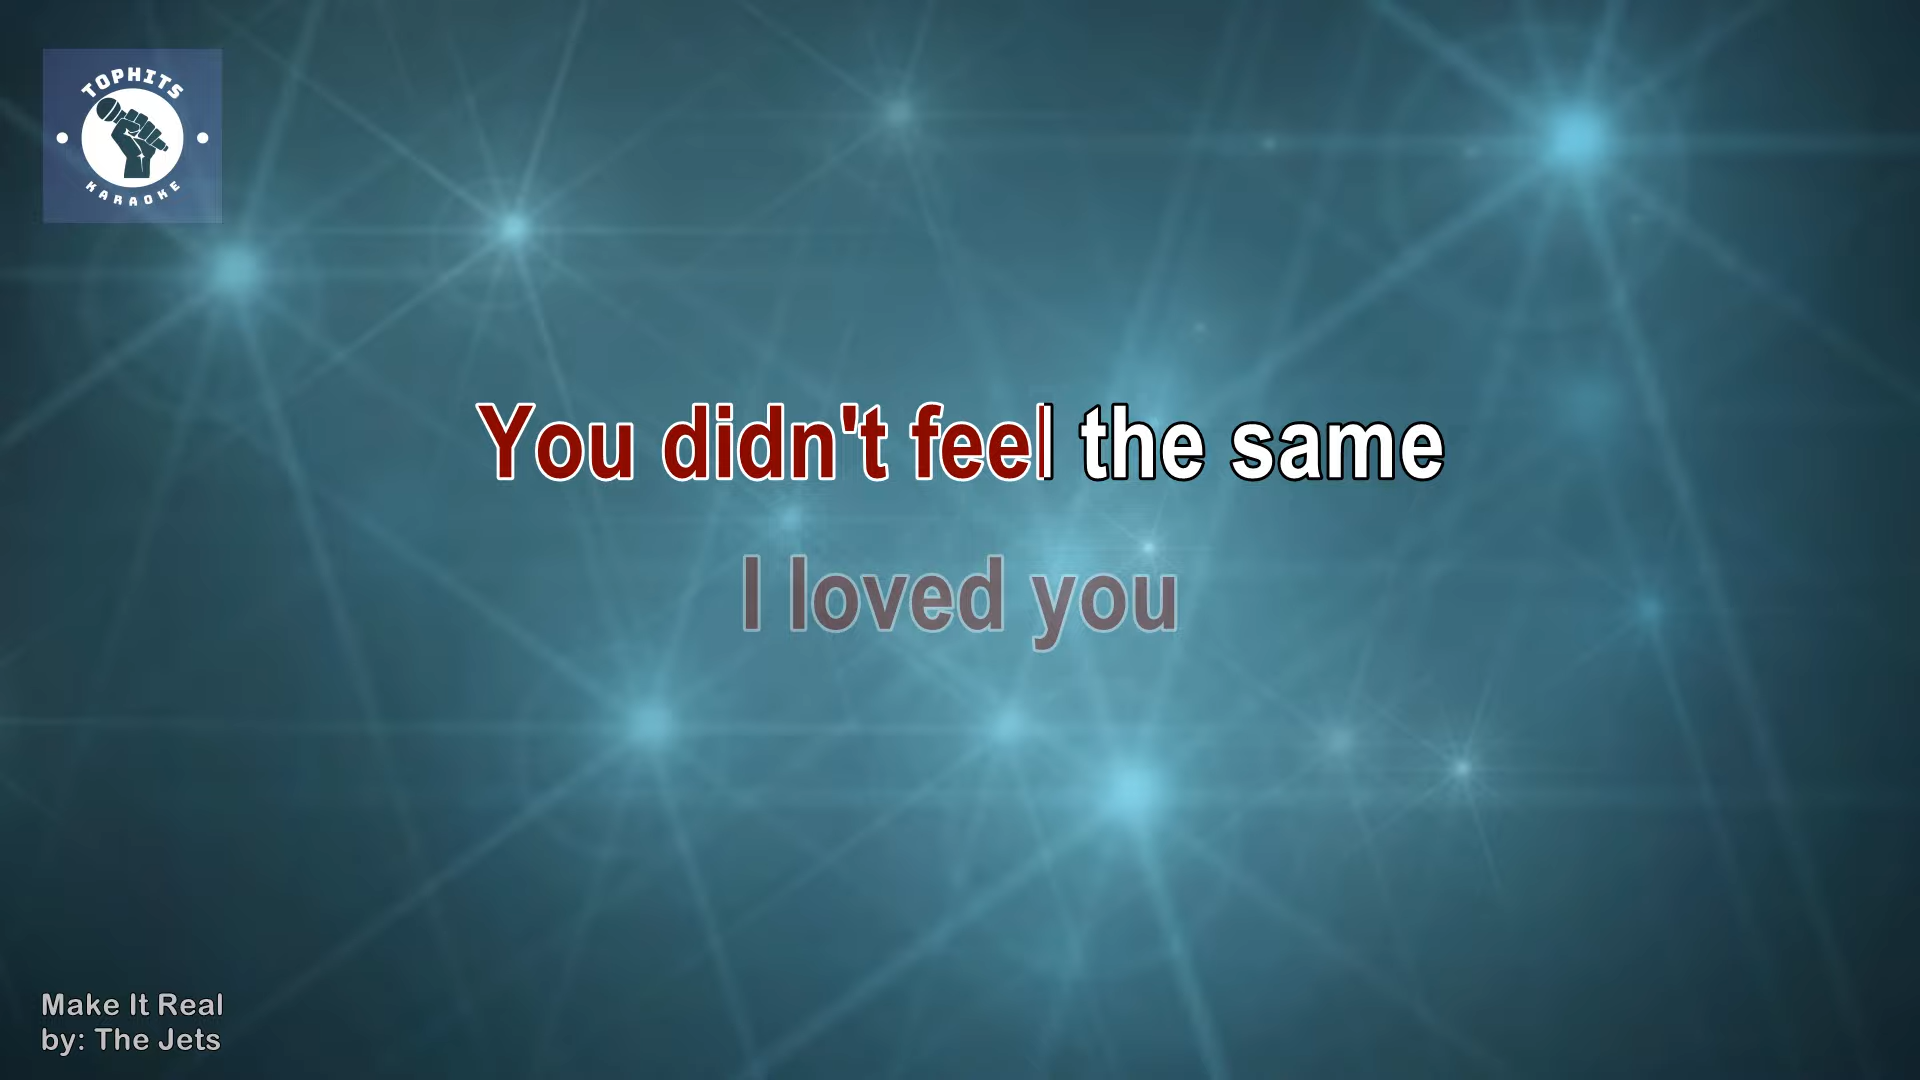 TOPHITS
KARAOKE
You didn't feel the same
I loved you
Make It Real
by: The Jets